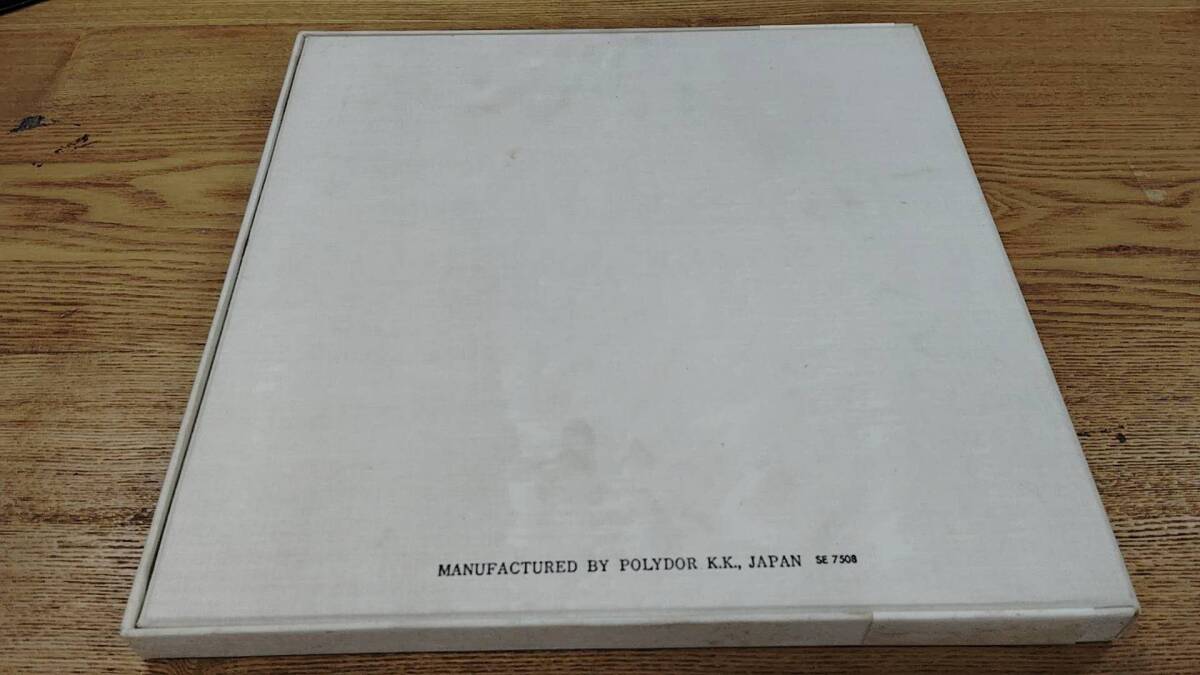 MANUFACTURED BY POLYDOR K.K., JAPAN SE 7508